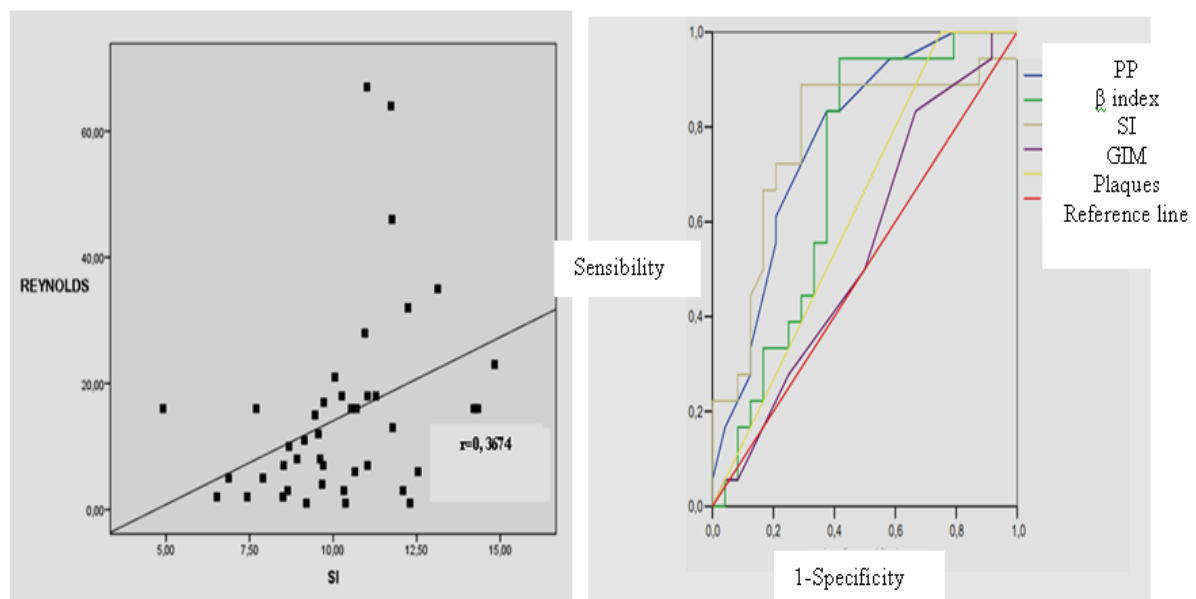 60,00
40,00
20,00
0,00
REYNOLDS
r=0,3674
5,00 7,50 10,00 12,50 15,00
SI
1,0
0,8
0,6
0,4
0,2
0,0
Sensibility
0,0 0,2 0,4 0,6 0,8 1,0
1-Specificity
PP
β index
SI
GIM
Plaques
Reference line